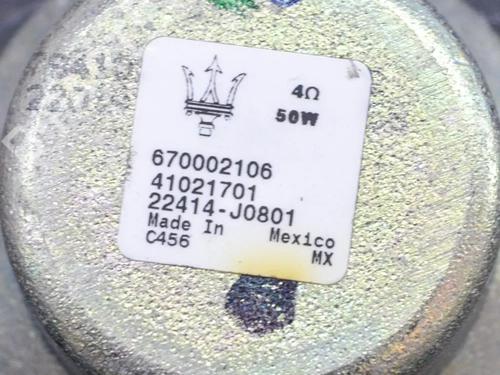 4Ω
50W
670002106
41021701
22414-J0801
Made In Mexico
C456 MX